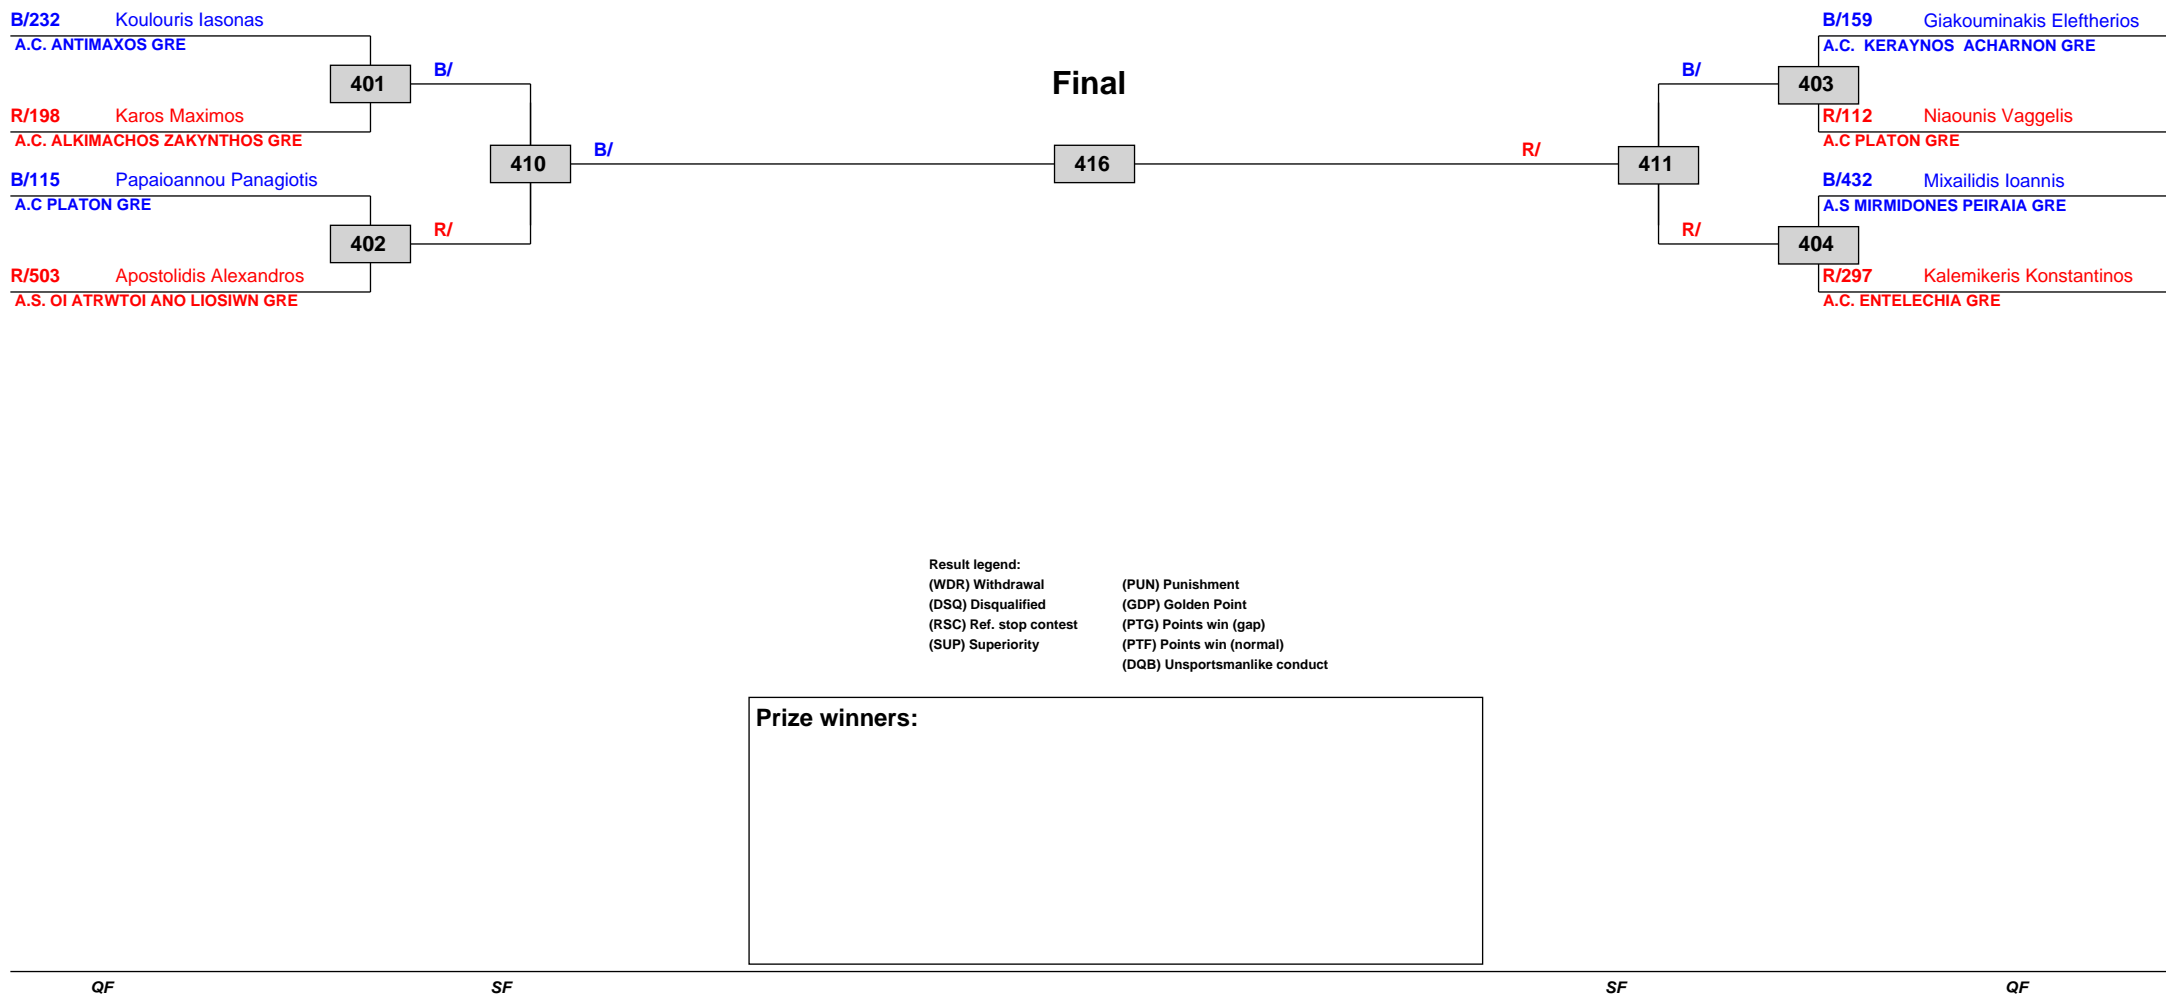 B/232 Koulouris Iasonas
A.C. ANTIMAXOS GRE
401
B/
R/198 Karos Maximos
A.C. ALKIMACHOS ZAKYNTHOS GRE
410
B/
B/115 Papaioannou Panagiotis
A.C PLATON GRE
402
R/
R/503 Apostolidis Alexandros
A.S. OI ATRWTOI ANO LIOSIWN GRE
Final
416
B/159 Giakouminakis Eleftherios
A.C. KERAYNOS ACHARNON GRE
B/
403
R/112 Niaounis Vaggelis
A.C PLATON GRE
R/
411
B/432 Mixailidis Ioannis
A.S MIRMIDONES PEIRAIA GRE
R/
404
R/297 Kalemikeris Konstantinos
A.C. ENTELECHIA GRE
Result legend:
(WDR) Withdrawal (PUN) Punishment
(DSQ) Disqualified (GDP) Golden Point
(RSC) Ref. stop contest (PTG) Points win (gap)
(SUP) Superiority (PTF) Points win (normal)
(DQB) Unsportsmanlike conduct
Prize winners:
QF SF SF QF